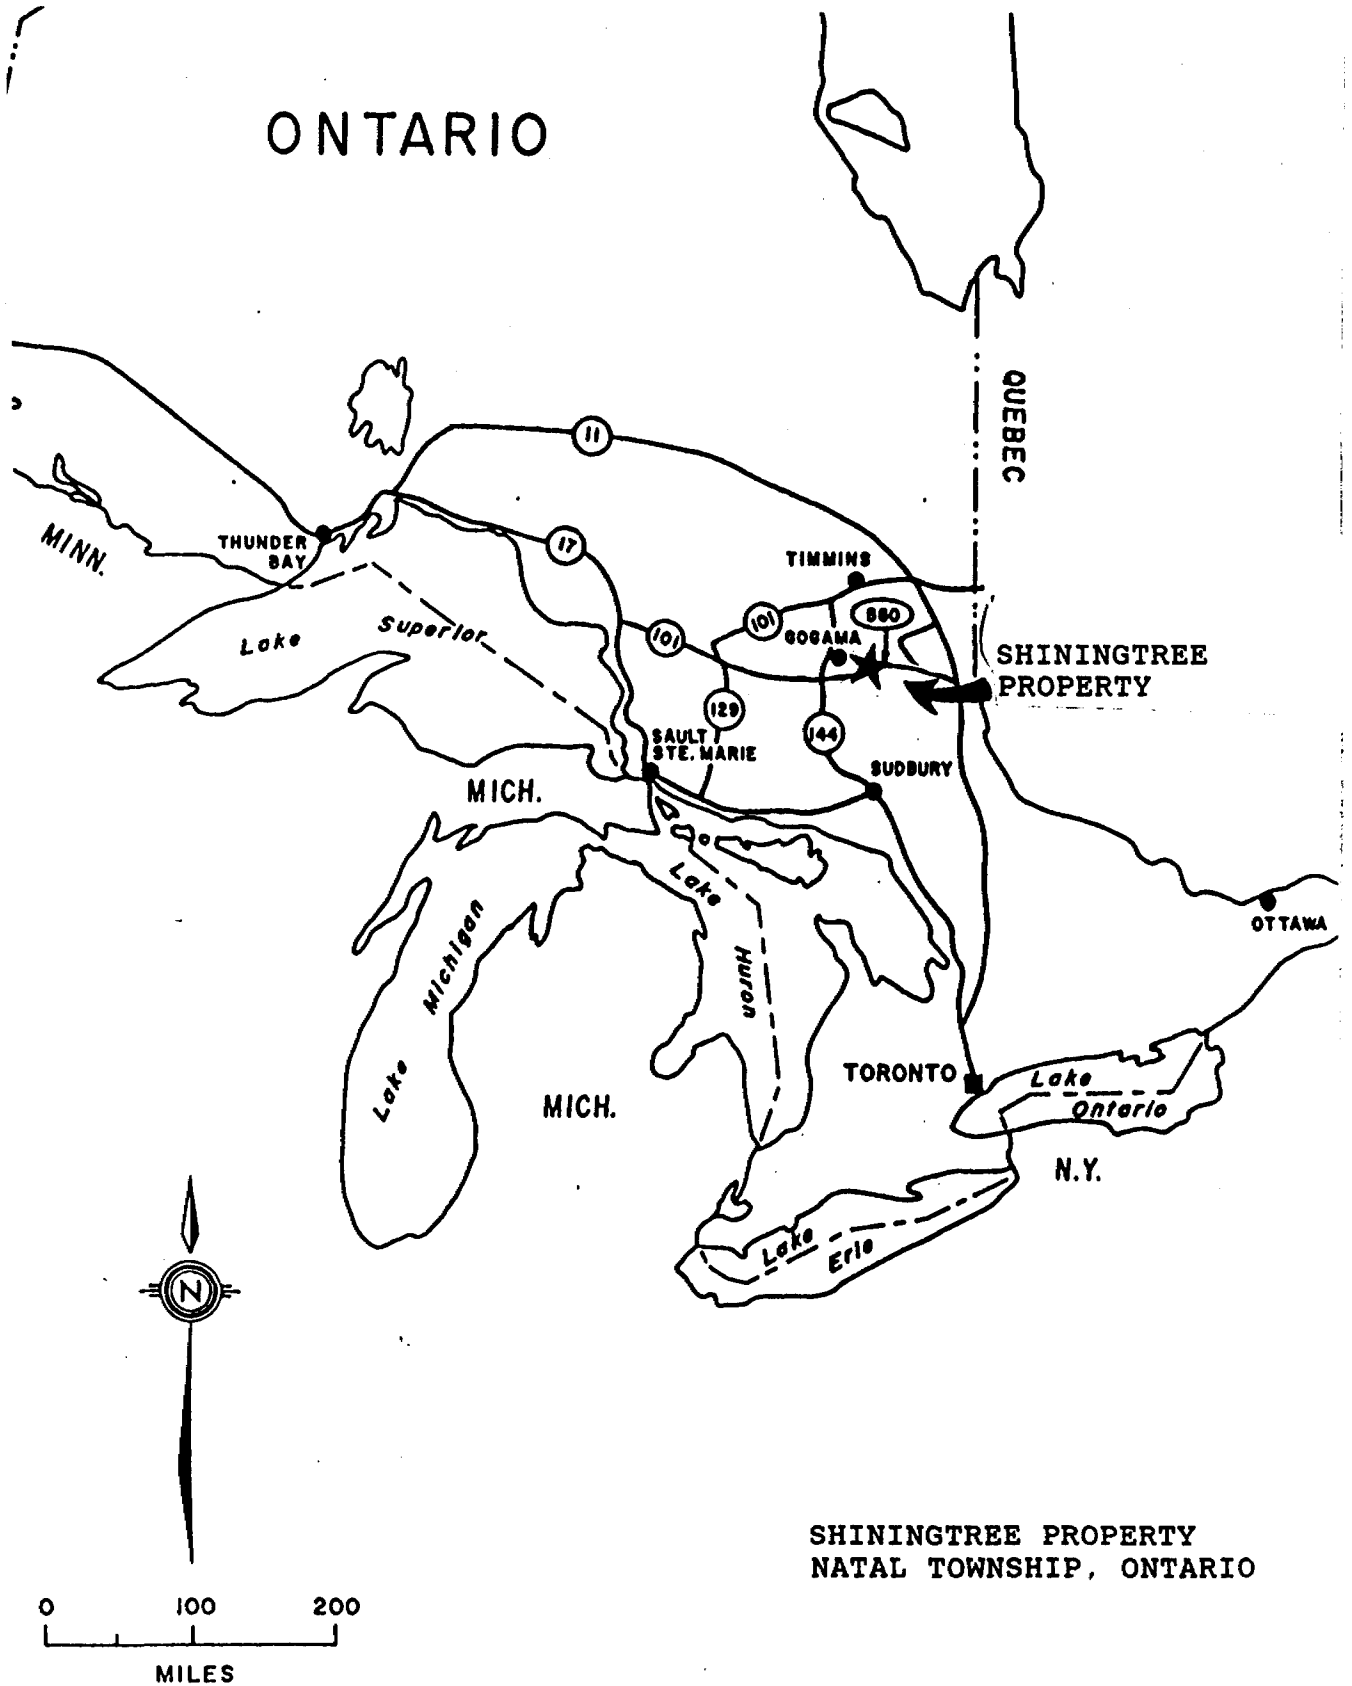 ONTARIO
QUEBEC
11
MINN.
THUNDER
BAY
17
TIMMINS
560
101
101
GOGAMA
Lake Superior
SHININGTREE
PROPERTY
129
144
SAULT
STE. MARIE
SUDBURY
MICH.
Lake
Huron
Lake Michigan
OTTAWA
TORONTO
Lake
Ontario
MICH.
N.Y.
Lake
Erie
N
SHININGTREE PROPERTY
NATAL TOWNSHIP, ONTARIO
0 100 200
MILES